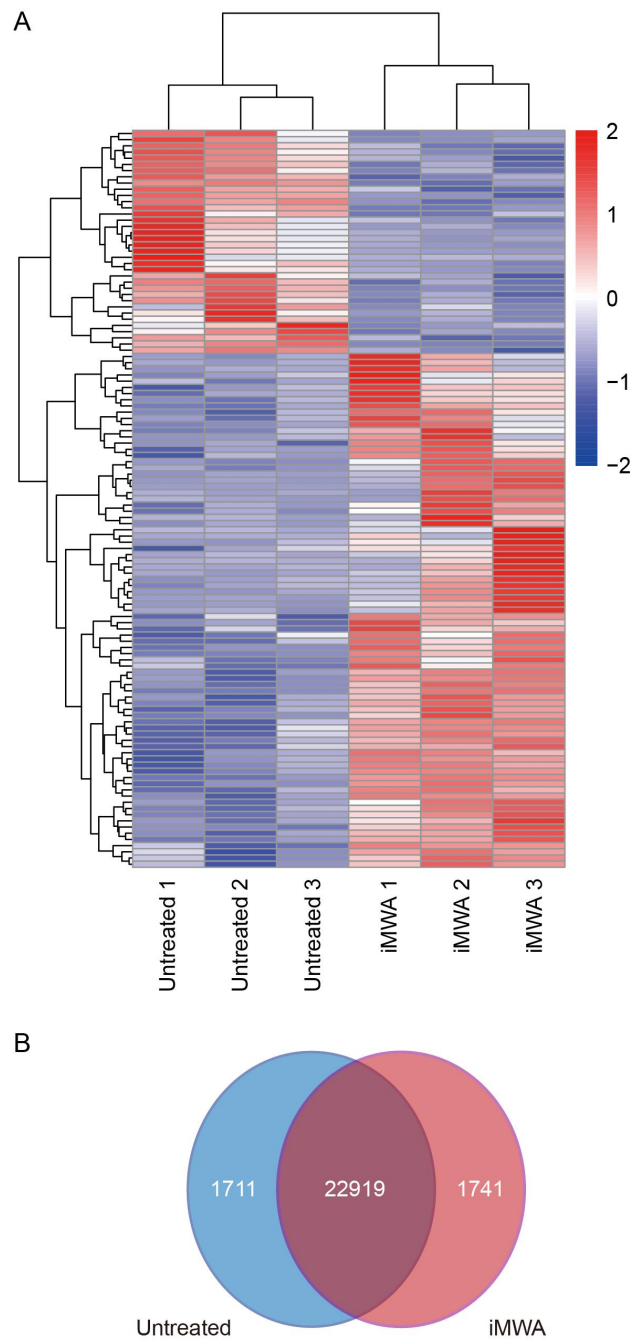 A
2
1
0
−1
−2
Untreated 1
Untreated 2
Untreated 3
iMWA 1
iMWA 2
iMWA 3
B
1711
22919
1741
Untreated
iMWA